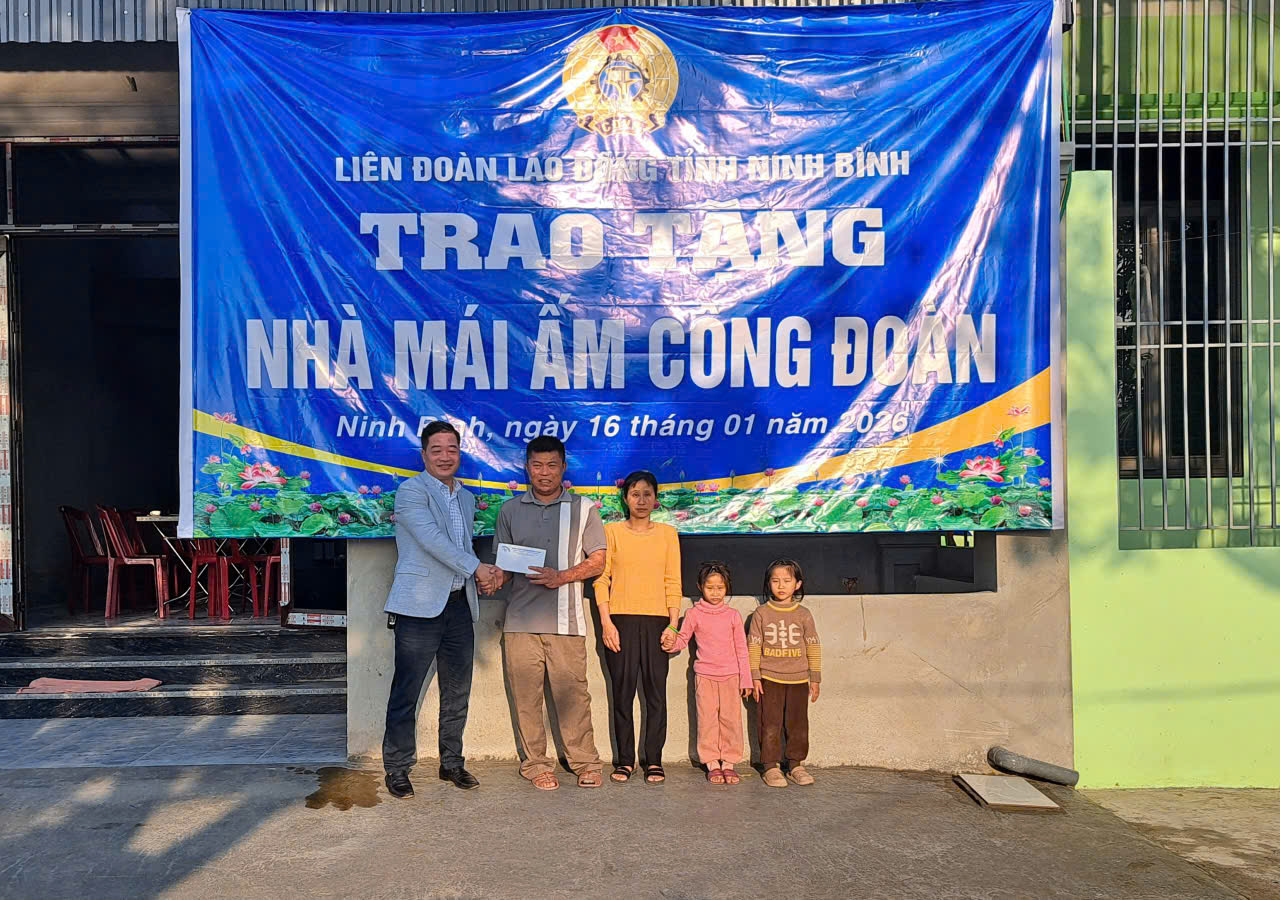 LIÊN ĐOÀN LAO ĐỘNG TỈNH NINH BÌNH
TRAO TẶNG
NHÀ MÁI ẤM CÔNG ĐOÀN
Ninh Bình, ngày 16 tháng 01 năm 2026
BADFIVE